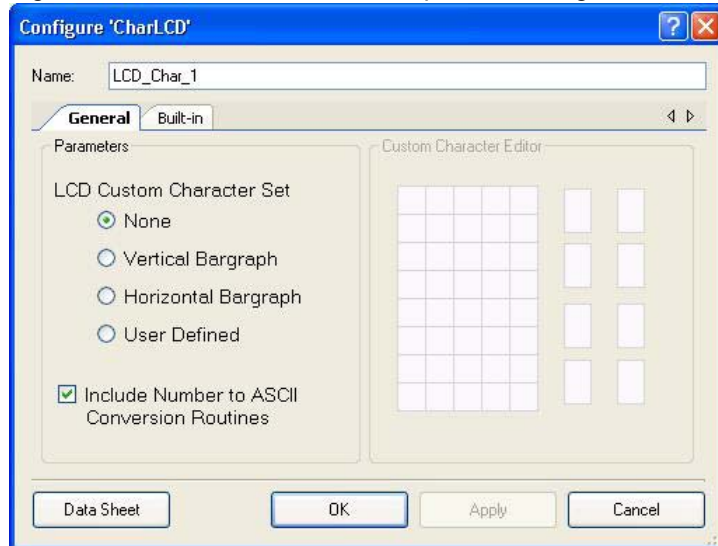 Configure 'CharLCD'
Name: LCD_Char_1
General Built-in
Parameters
LCD Custom Character Set
None
Vertical Bargraph
Horizontal Bargraph
User Defined
Include Number to ASCII
Conversion Routines
Custom Character Editor
Data Sheet OK Apply Cancel